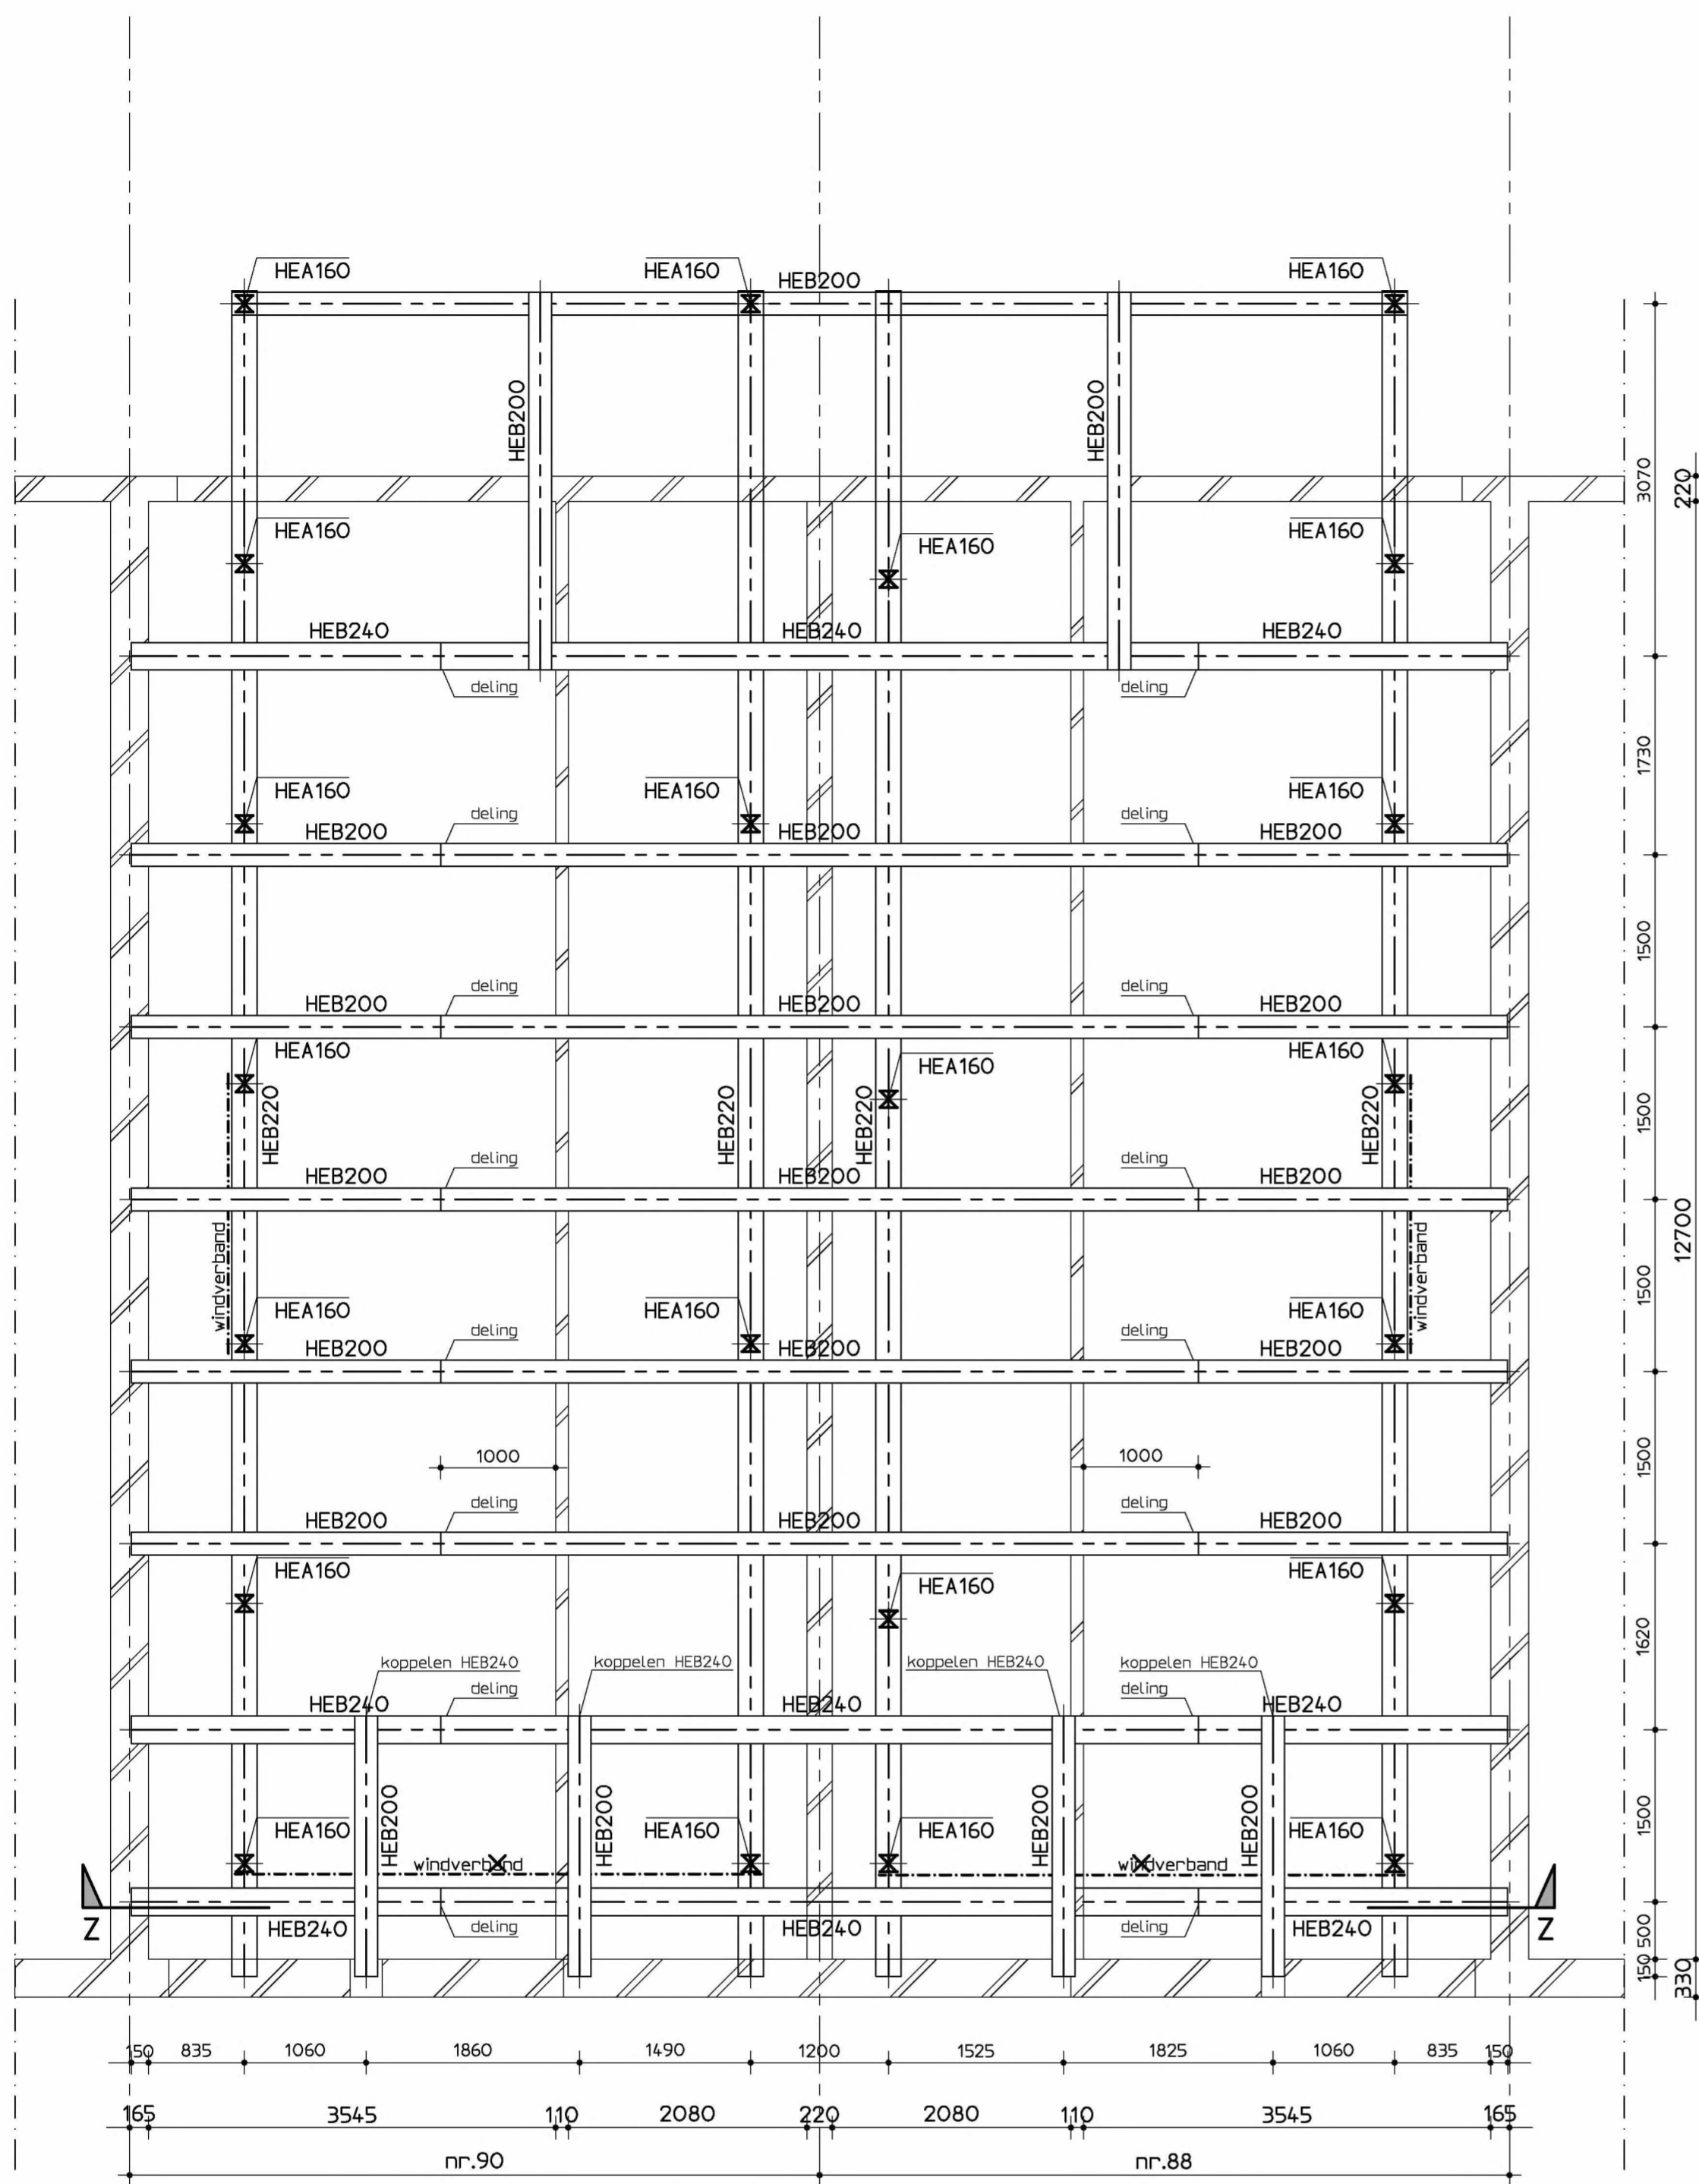 HEA160 HEA160 HEB200 HEA160
HEB200 HEB200
3070 220
HEA160 HEA160 HEA160
HEB240 HEB240 HEB240
deling deling
1730
HEA160 HEA160 HEA160
deling deling
HEB200 HEB200 HEB200
1500
deling deling
HEB200 HEB200 HEB200
HEA160 HEA160 HEA160
HEB220 HEB220 HEB220 HEB220
1500
deling deling
HEB200 HEB200 HEB200
12700
windverband windverband
1500
HEA160 HEA160 HEA160
deling deling
HEB200 HEB200 HEB200
1000 1000
1500
deling deling
HEB200 HEB200 HEB200
HEA160 HEA160 HEA160
1620
koppelen HEB240 koppelen HEB240 koppelen HEB240 koppelen HEB240
deling deling
HEB240 HEB240 HEB240
HEB200 HEB200 HEB200 HEB200
1500
HEA160 HEA160 HEA160 HEA160
windverband windverband
Z HEB240 deling HEB240 deling HEB240 Z
500
150
330
150 835 1060 1860 1490 1200 1525 1825 1060 835 150
165 3545 110 2080 220 2080 110 3545 165
nr.90 nr.88